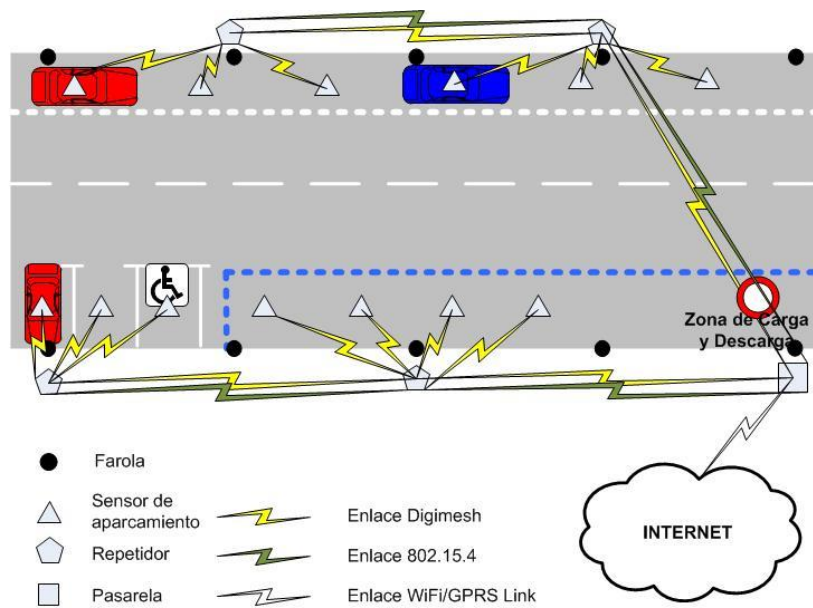 Zona de Carga
y Descarga
Farola
Sensor de
aparcamiento
Enlace Digimesh
Repetidor
Enlace 802.15.4
Pasarela
Enlace WiFi/GPRS Link
INTERNET